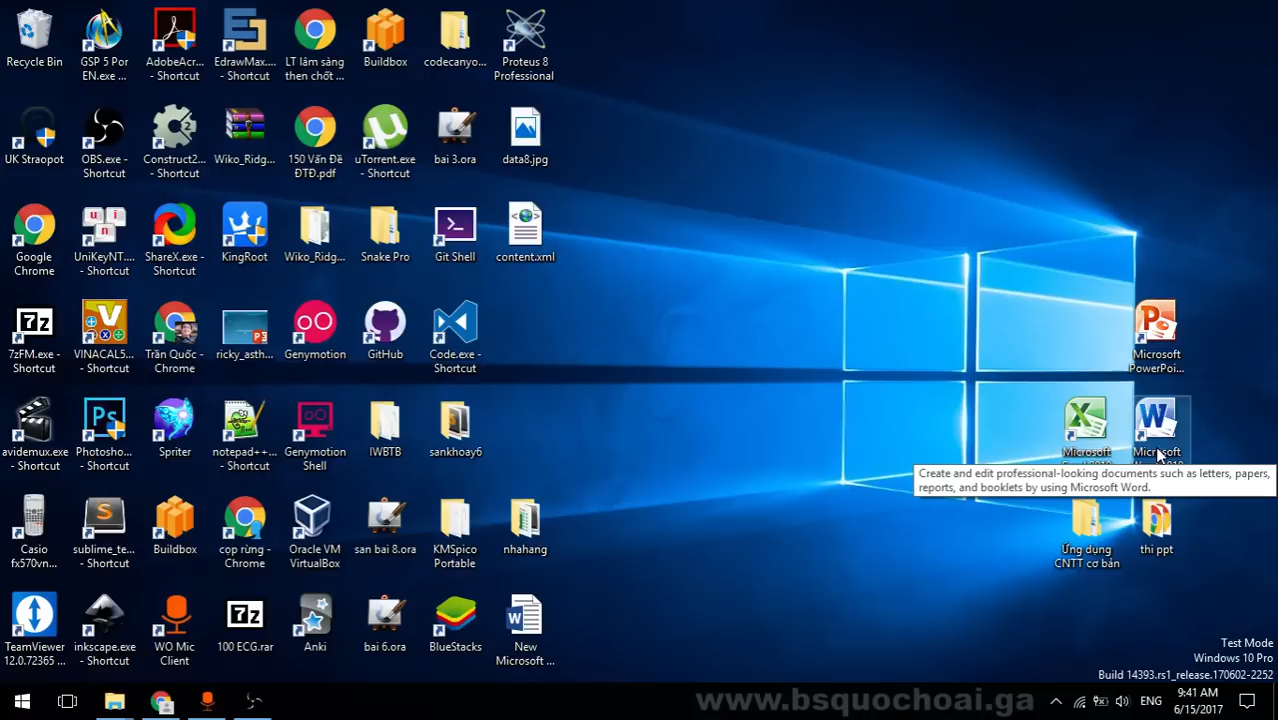 Recycle Bin
GSP 5 Por
EN.exe ...
AdobeAcr...
- Shortcut
EdrawMax....
- Shortcut
LT lâm sàng
then chốt ...
Buildbox
codecanyo...
Proteus 8
Professional
UK Straopot
OBS.exe -
Shortcut
Construct2...
- Shortcut
Wiko_Ridg...
150 Vấn Đề
ĐTĐ.pdf
uTorrent.exe
- Shortcut
bai 3.ora
data8.jpg
Google
Chrome
UniKeyNT....
- Shortcut
ShareX.exe -
Shortcut
KingRoot
Wiko_Ridg...
Snake Pro
Git Shell
content.xml
7zFM.exe -
Shortcut
VINACAL5...
- Shortcut
Trần Quốc -
Chrome
ricky_asth...
Genymotion
GitHub
Code.exe -
Shortcut
Microsoft
PowerPoi...
avidemux.exe
- Shortcut
Photosho...
- Shortcut
Spriter
notepad++...
- Shortcut
Genymotion
Shell
IWBTB
sankhoay6
Microsoft
Microsoft
Create and edit professional-looking documents such as letters, papers,
reports, and booklets by using Microsoft Word.
Casio
fx570vn...
sublime_te...
- Shortcut
Buildbox
cọp rừng -
Chrome
Oracle VM
VirtualBox
san bai 8.ora
KMSpico
Portable
nhahang
Ứng dụng
CNTT cơ bản
thi ppt
TeamViewer
12.0.72365 ...
inkscape.exe
- Shortcut
WO Mic
Client
100 ECG.rar
Anki
bai 6.ora
BlueStacks
New
Microsoft ...
Test Mode
Windows 10 Pro
Build 14393.rs1_release.170602-2252
www.bsquochoai.ga
ENG
9:41 AM
6/15/2017